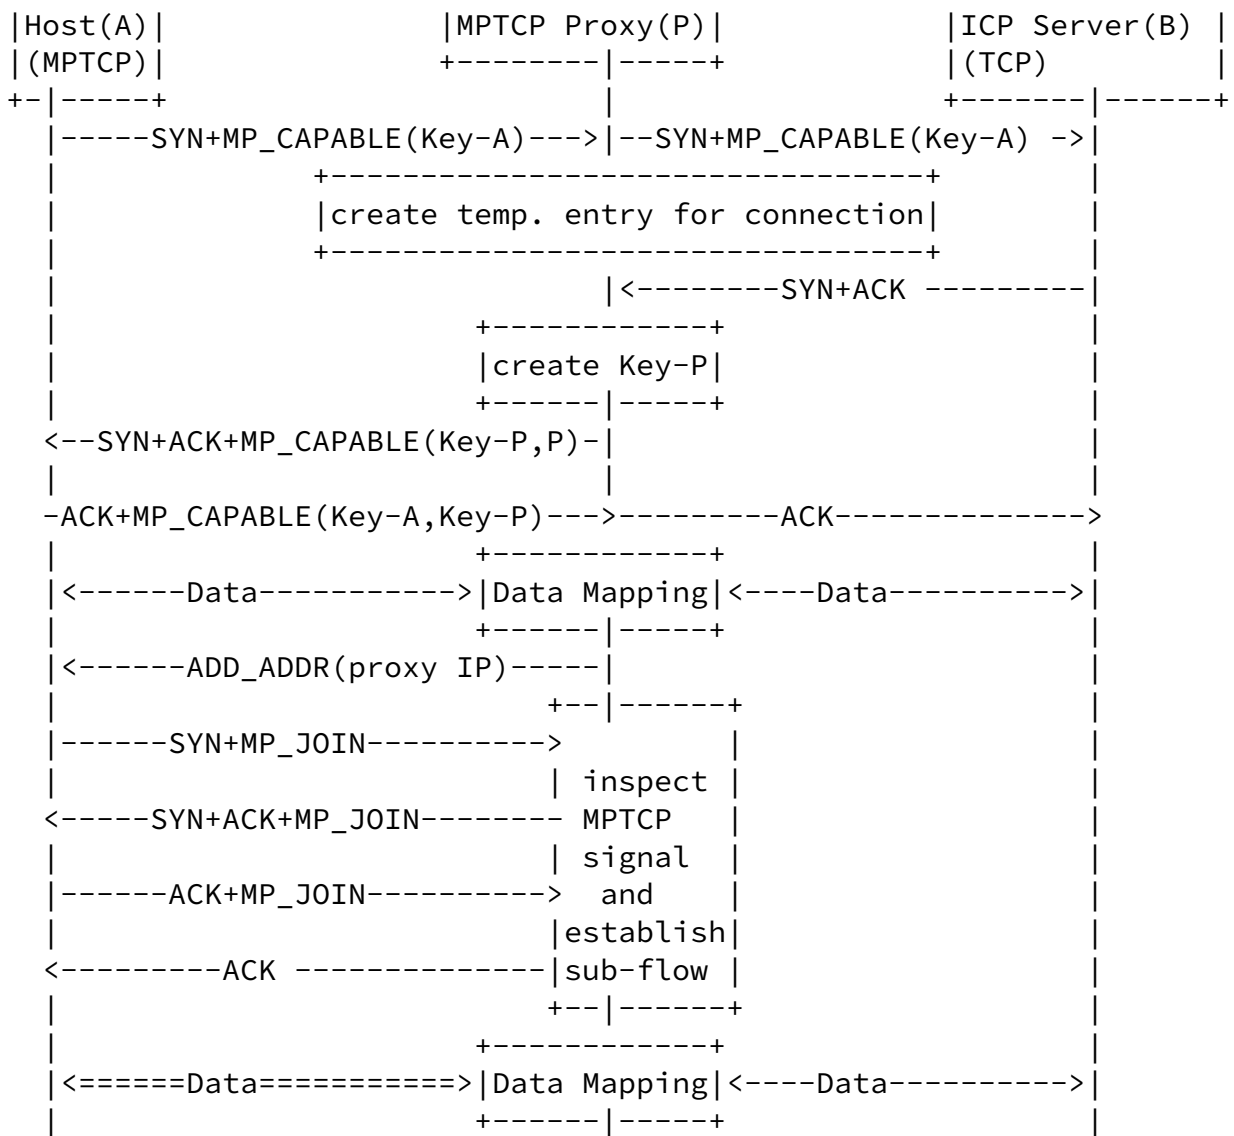 |Host(A)|               |MPTCP Proxy(P)|            |ICP Server(B) |
|(MPTCP)|               +--------|-----+            |(TCP)         |
+-|-----+                        |                  +-------|------+
  |-----SYN+MP_CAPABLE(Key-A)--->|--SYN+MP_CAPABLE(Key-A) ->|
  |              +---------------------------------+        |
  |              |create temp. entry for connection|        |
  |              +---------------------------------+        |
  |                              |<--------SYN+ACK ---------|
  |                       +------------+                    |
  |                       |create Key-P|                    |
  |                       +------|-----+                    |
  <--SYN+ACK+MP_CAPABLE(Key-P,P)-|                          |
  |                              |                          |
  -ACK+MP_CAPABLE(Key-A,Key-P)--->---------ACK-------------->
  |                       +------------+                    |
  |<------Data----------->|Data Mapping|<----Data---------->|
  |                       +------|-----+                    |
  |<------ADD_ADDR(proxy IP)-----|                          |
  |                           +--|------+                   |
  |------SYN+MP_JOIN---------->         |                   |
  |                           | inspect |                   |
  <-----SYN+ACK+MP_JOIN-------- MPTCP   |                   |
  |                           | signal  |                   |
  |------ACK+MP_JOIN---------->  and    |                   |
  |                           |establish|                   |
  <---------ACK --------------|sub-flow |                   |
  |                           +--|------+                   |
  |                       +------------+                    |
  |<======Data===========>|Data Mapping|<----Data---------->|
  |                       +------|-----+                    |